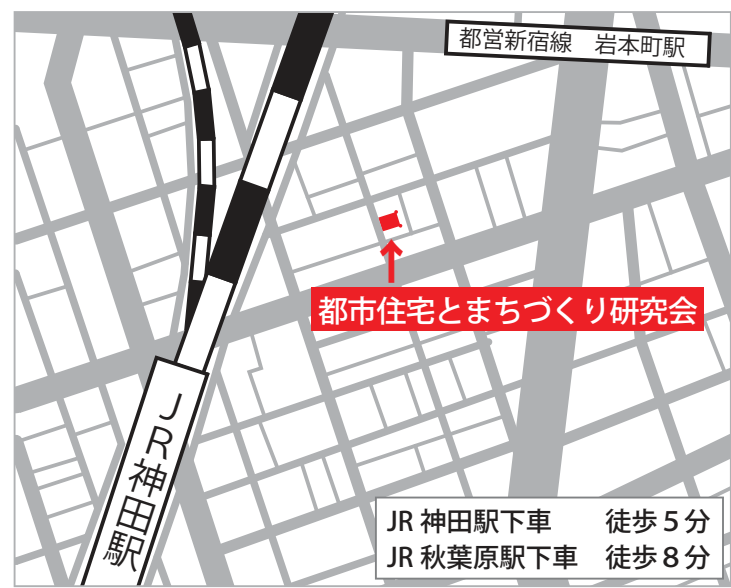 都営新宿線　岩本町駅
都市住宅とまちづくり研究会
JR神田駅
JR 神田駅下車　徒歩５分
JR 秋葉原駅下車　徒歩８分